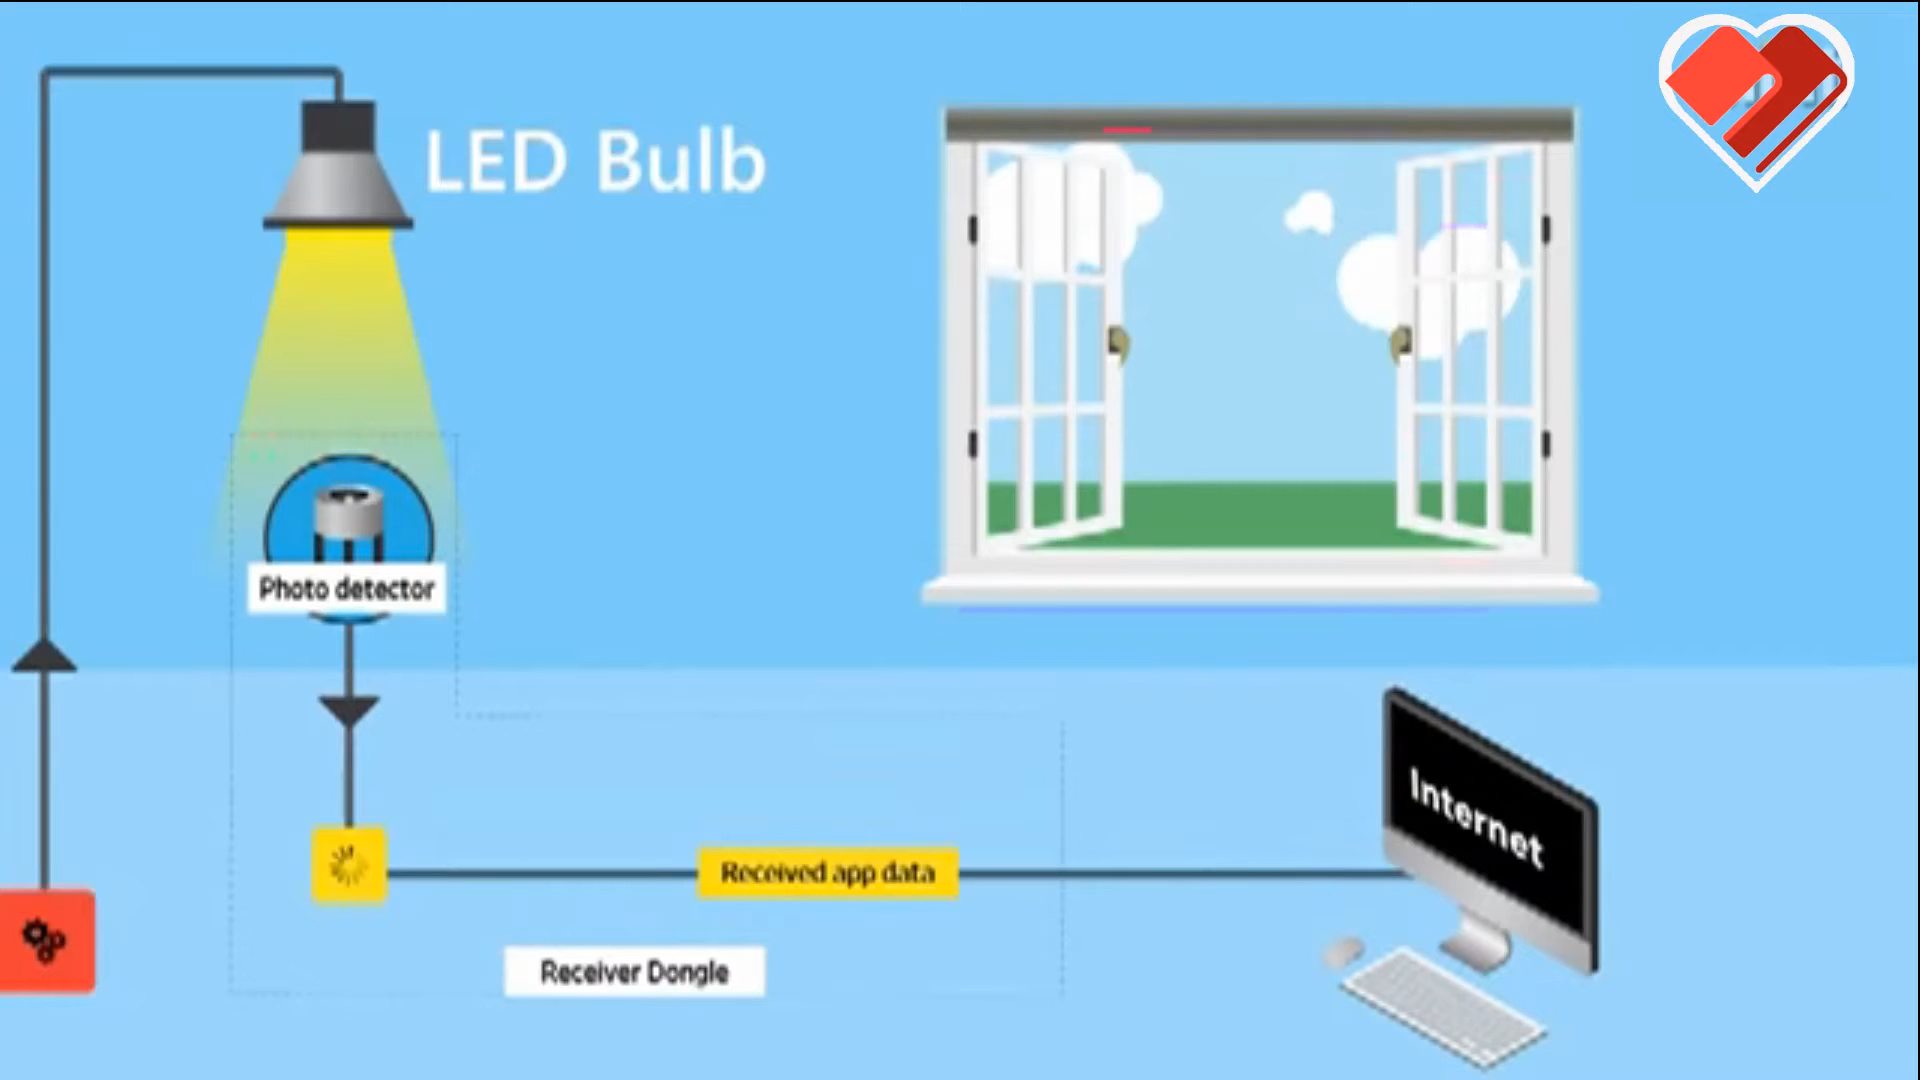 LED Bulb
Photo detector
Internet
Received app data
Receiver Dongle